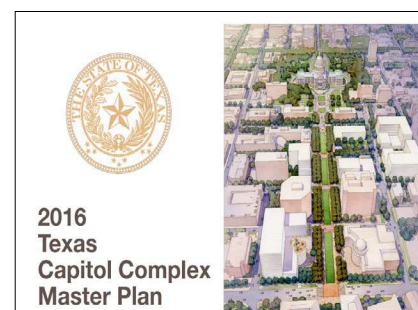 THE STATE OF TEXAS
2016
Texas
Capitol Complex
Master Plan